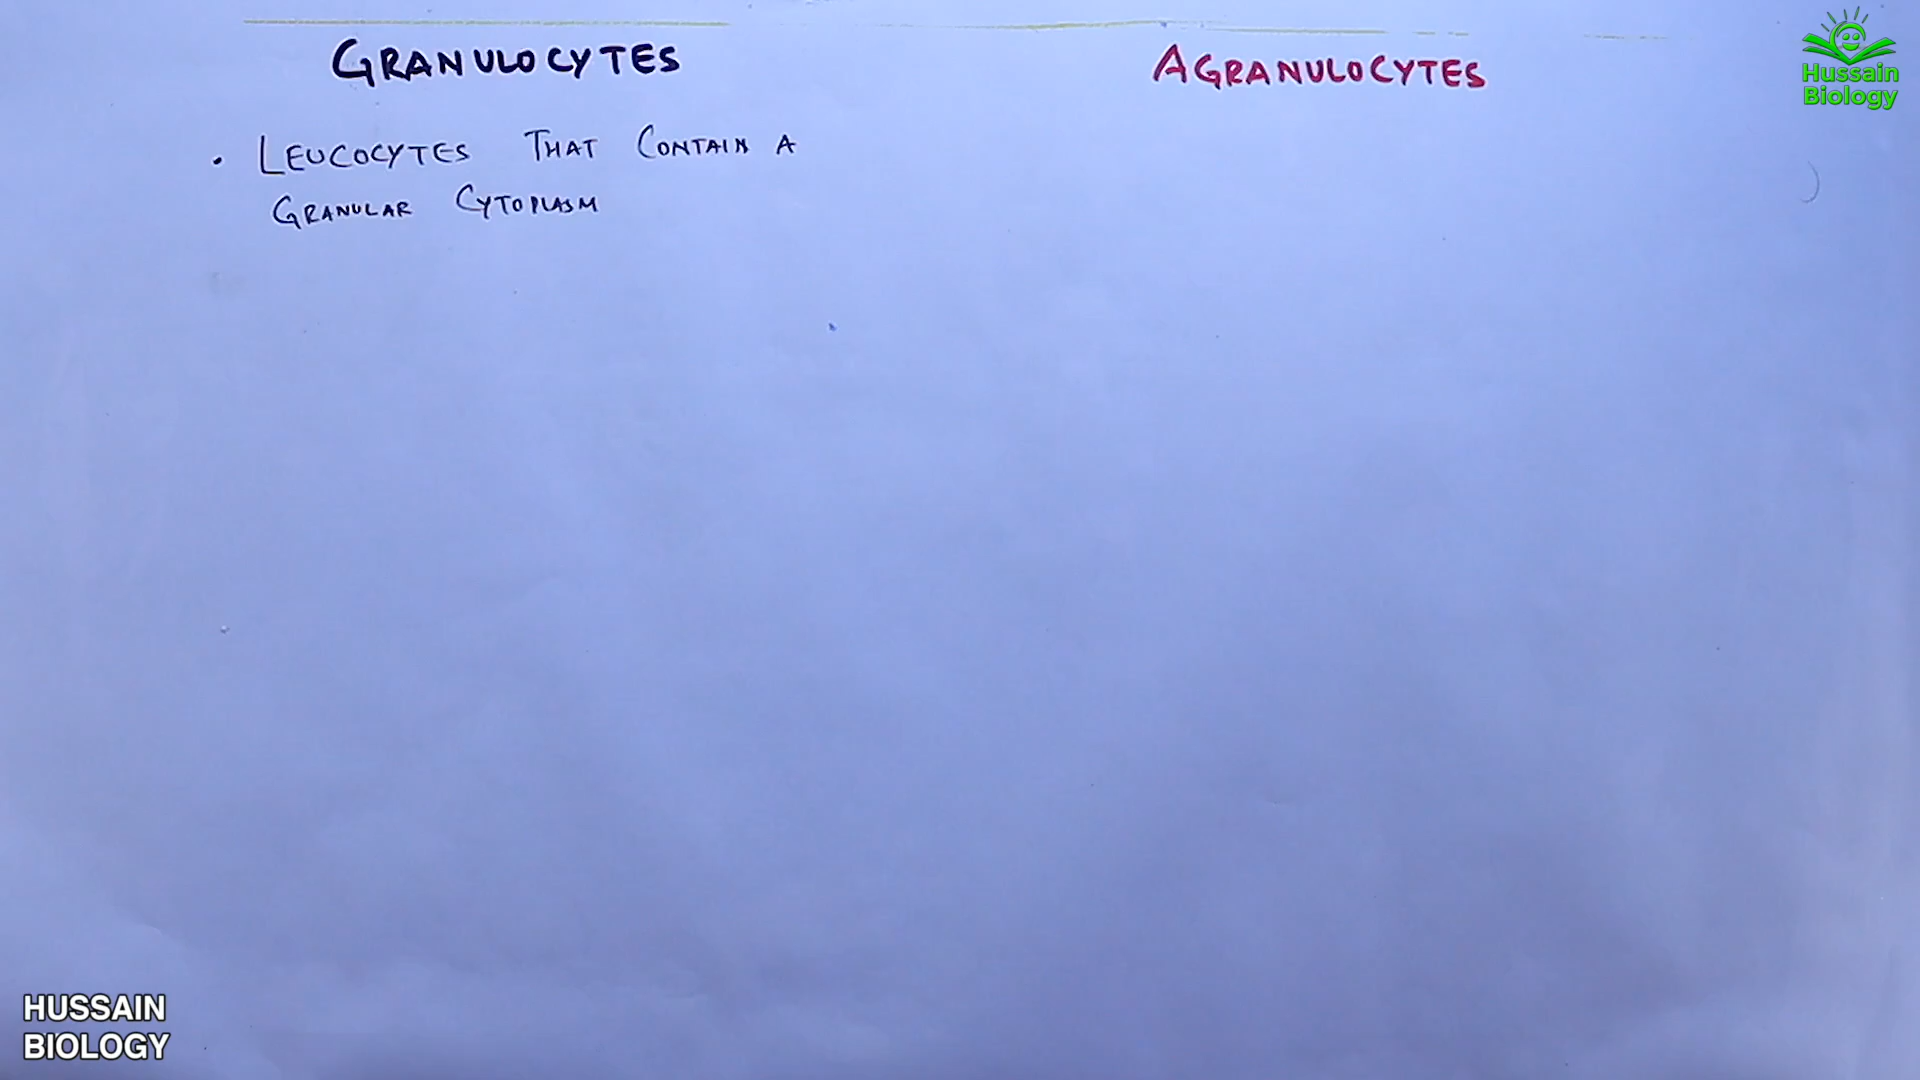 GRANULOCYTES
AGRANULOCYTES
Hussain
Biology
• LEUCOCYTES THAT CONTAIN A
GRANULAR CYTOPLASM
HUSSAIN
BIOLOGY